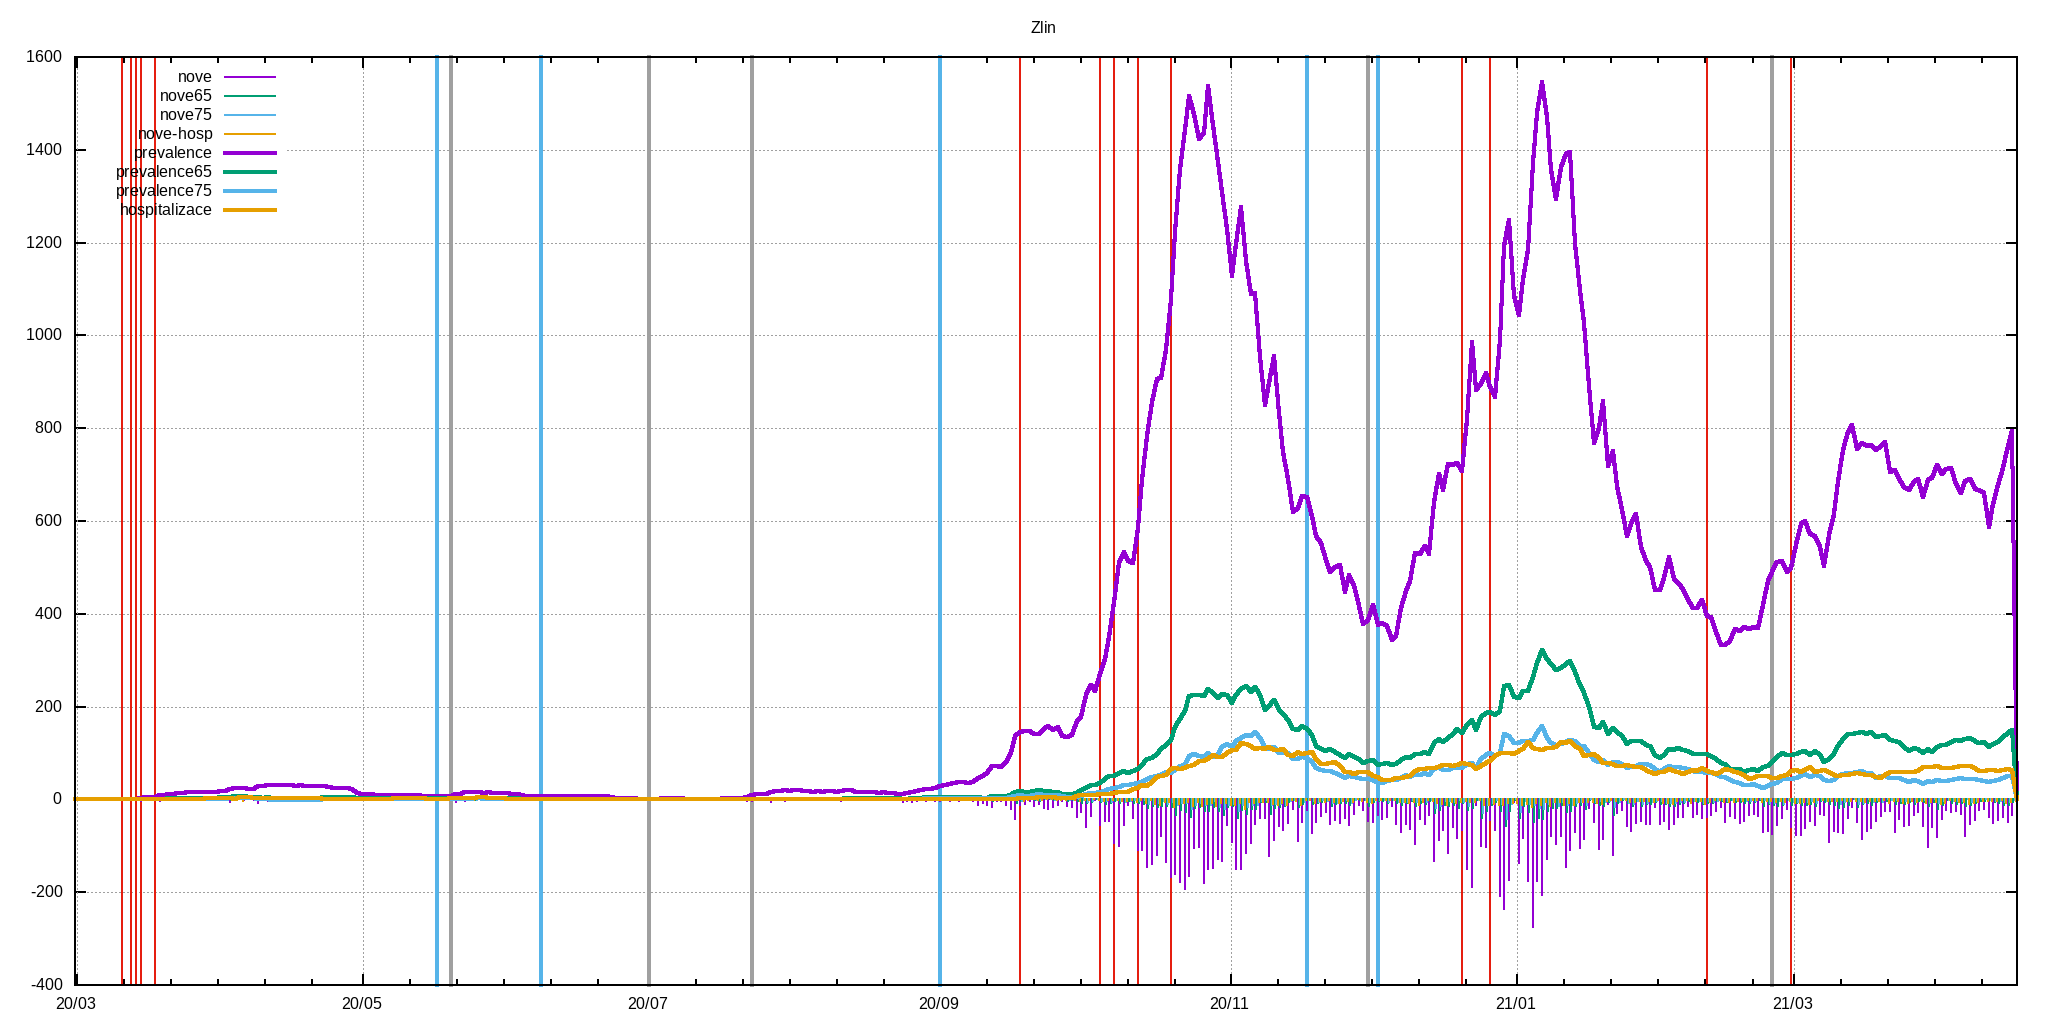 Zlin
1600
1400
1200
1000
800
600
400
200
0
-200
-400
nove
nove65
nove75
nove-hosp
prevalence
prevalence65
prevalence75
hospitalizace
20/03 20/05 20/07 20/09 20/11 21/01 21/03